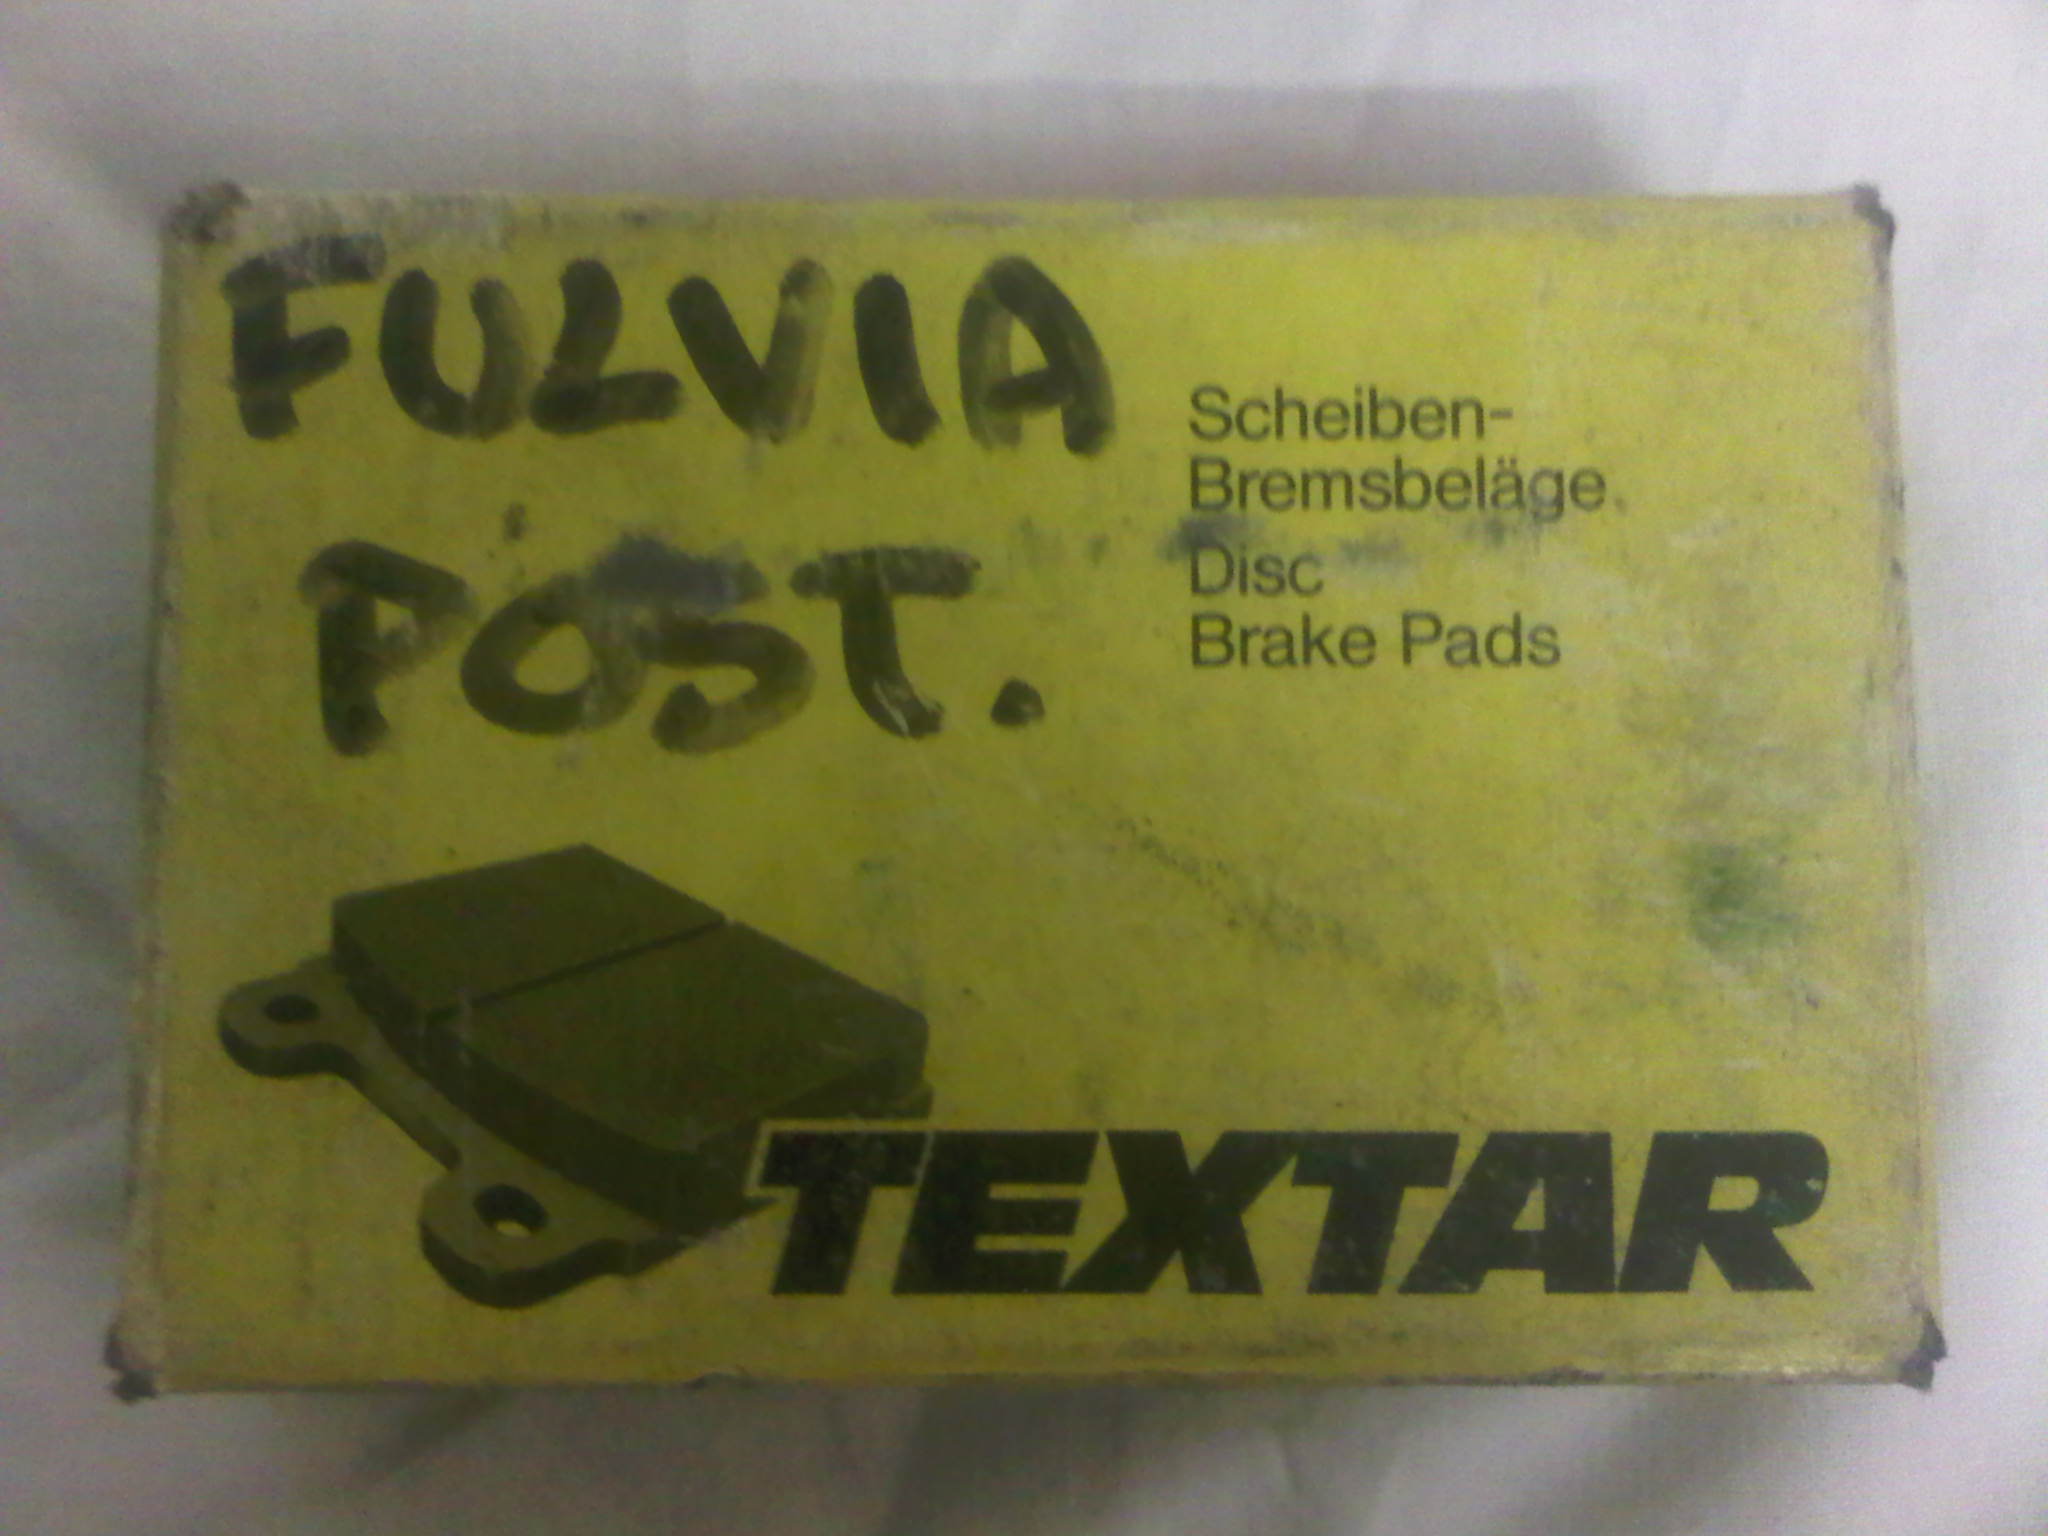 FULVIA
POST.
Scheiben-
Bremsbeläge
Disc
Brake Pads
TEXTAR